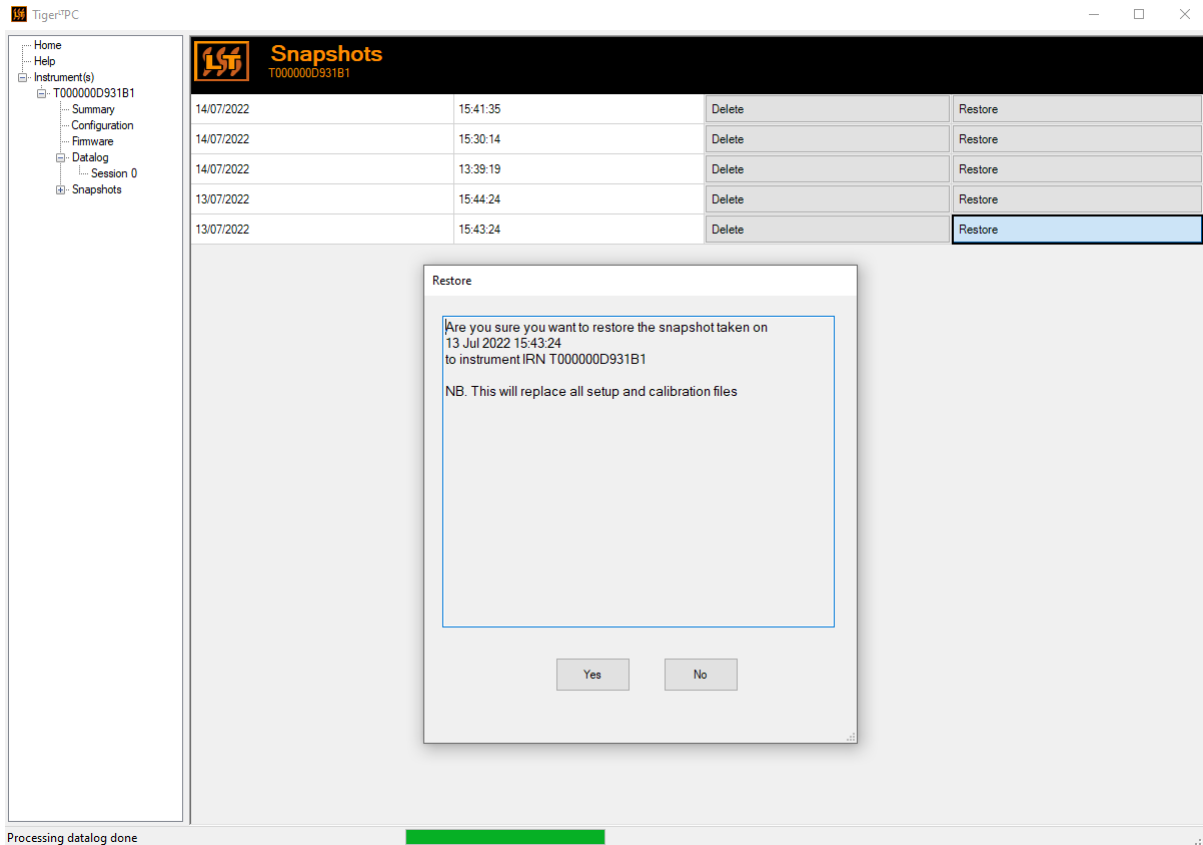 TigerLTPC
Home
Help
Instrument(s)
T000000D931B1
Summary
Configuration
Firmware
Datalog
Session 0
Snapshots
LST
Snapshots
T000000D931B1
14/07/2022 15:41:35 Delete Restore
14/07/2022 15:30:14 Delete Restore
14/07/2022 13:39:19 Delete Restore
13/07/2022 15:44:24 Delete Restore
13/07/2022 15:43:24 Delete Restore
Restore
Are you sure you want to restore the snapshot taken on
13 Jul 2022 15:43:24
to instrument IRN T000000D931B1
NB. This will replace all setup and calibration files
Yes No
Processing datalog done